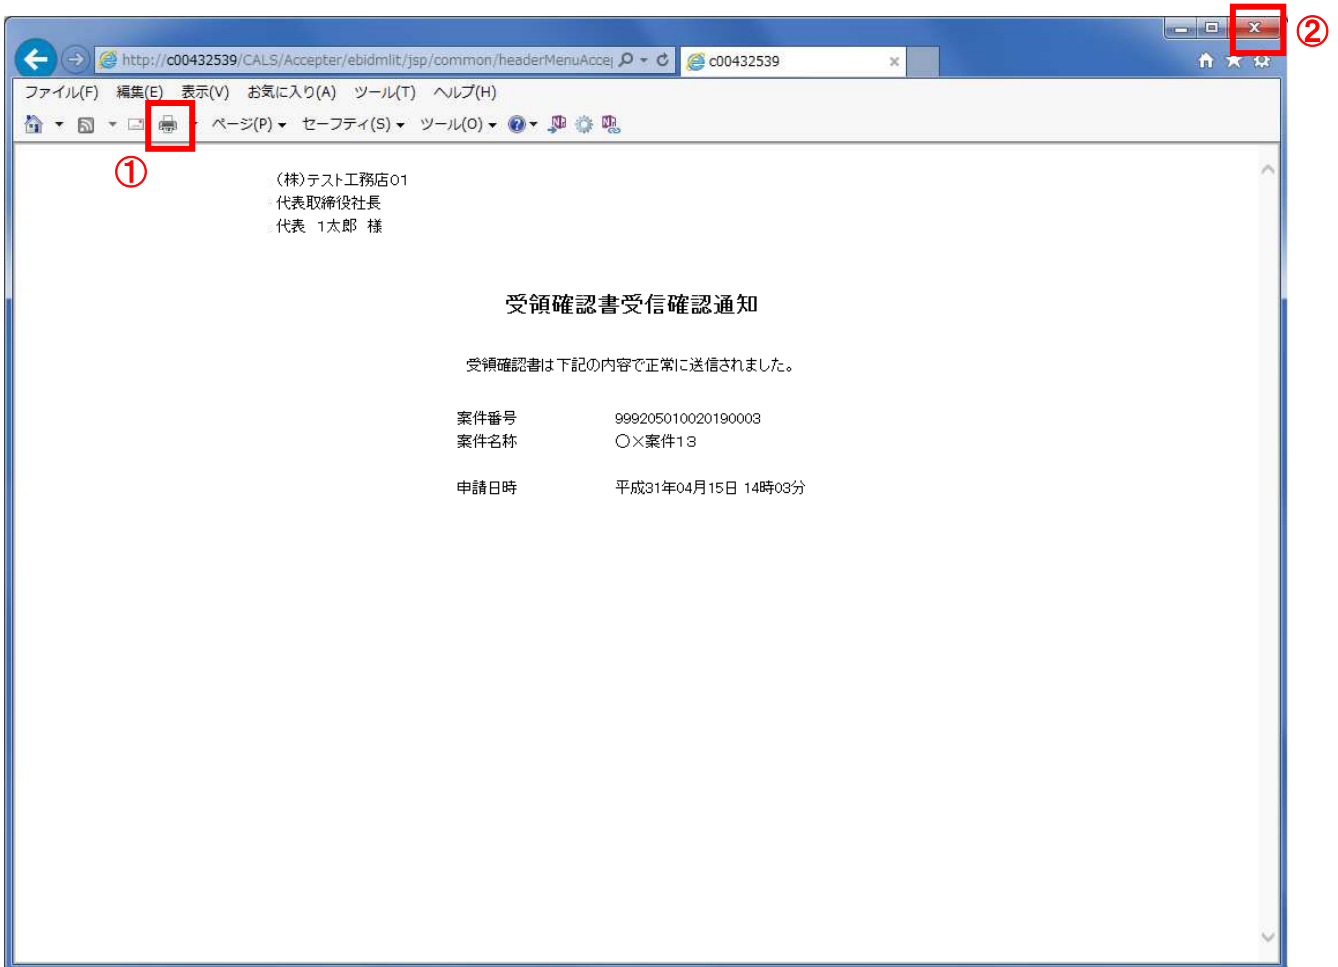 ②
http://c00432539/CALS/Accepter/ebidmlit/jsp/common/headerMenuAcce
c00432539
ファイル(F) 編集(E) 表示(V) お気に入り(A) ツール(T) ヘルプ(H)
ページ(P) セーフティ(S) ツール(O)
①
(株)テスト工務店01
代表取締役社長
代表 1太郎 様
受領確認書受信確認通知
受領確認書は下記の内容で正常に送信されました。
案件番号 999205010020190003
案件名称 ○×案件13
申請日時 平成31年04月15日 14時03分